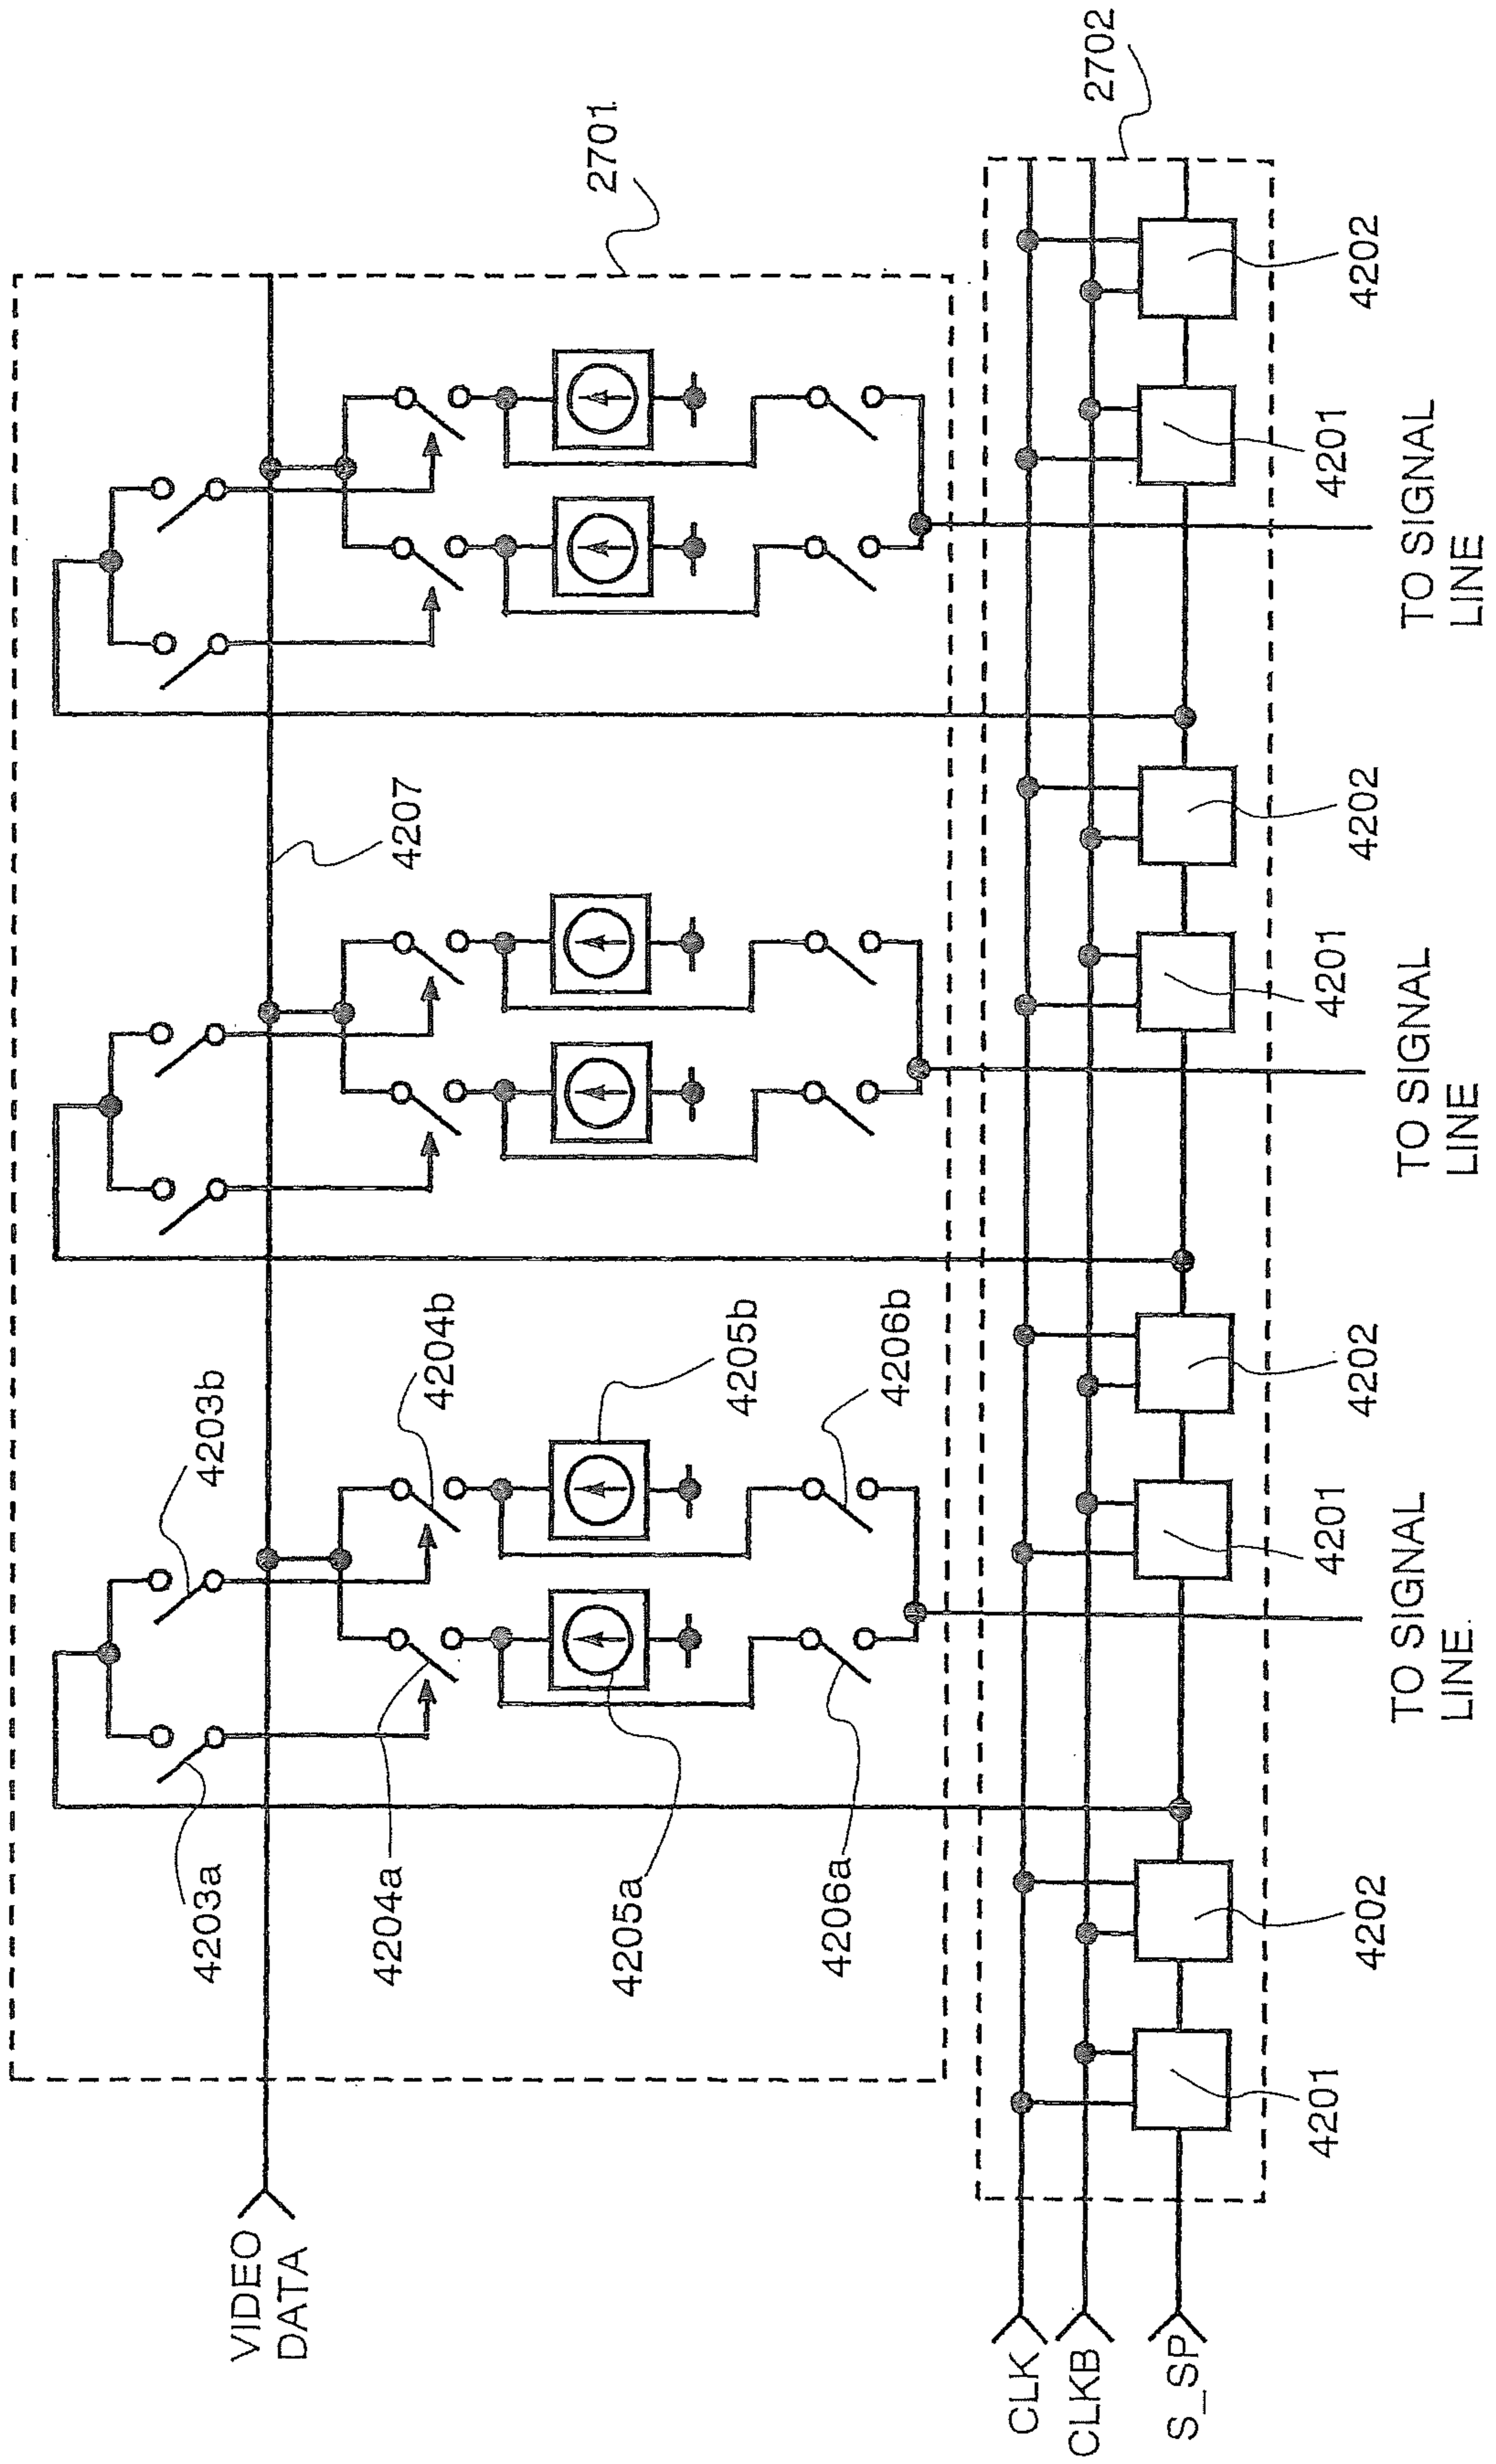 2701
4207
4203a
4203b
4204a
4204b
4205a
4205b
4206a
4206b
VIDEO
DATA
2702
CLK
CLKB
S_SP
4201
4202
4201
4202
4201
4202
4201
4202
TO SIGNAL
LINE.
TO SIGNAL
LINE
TO SIGNAL
LINE